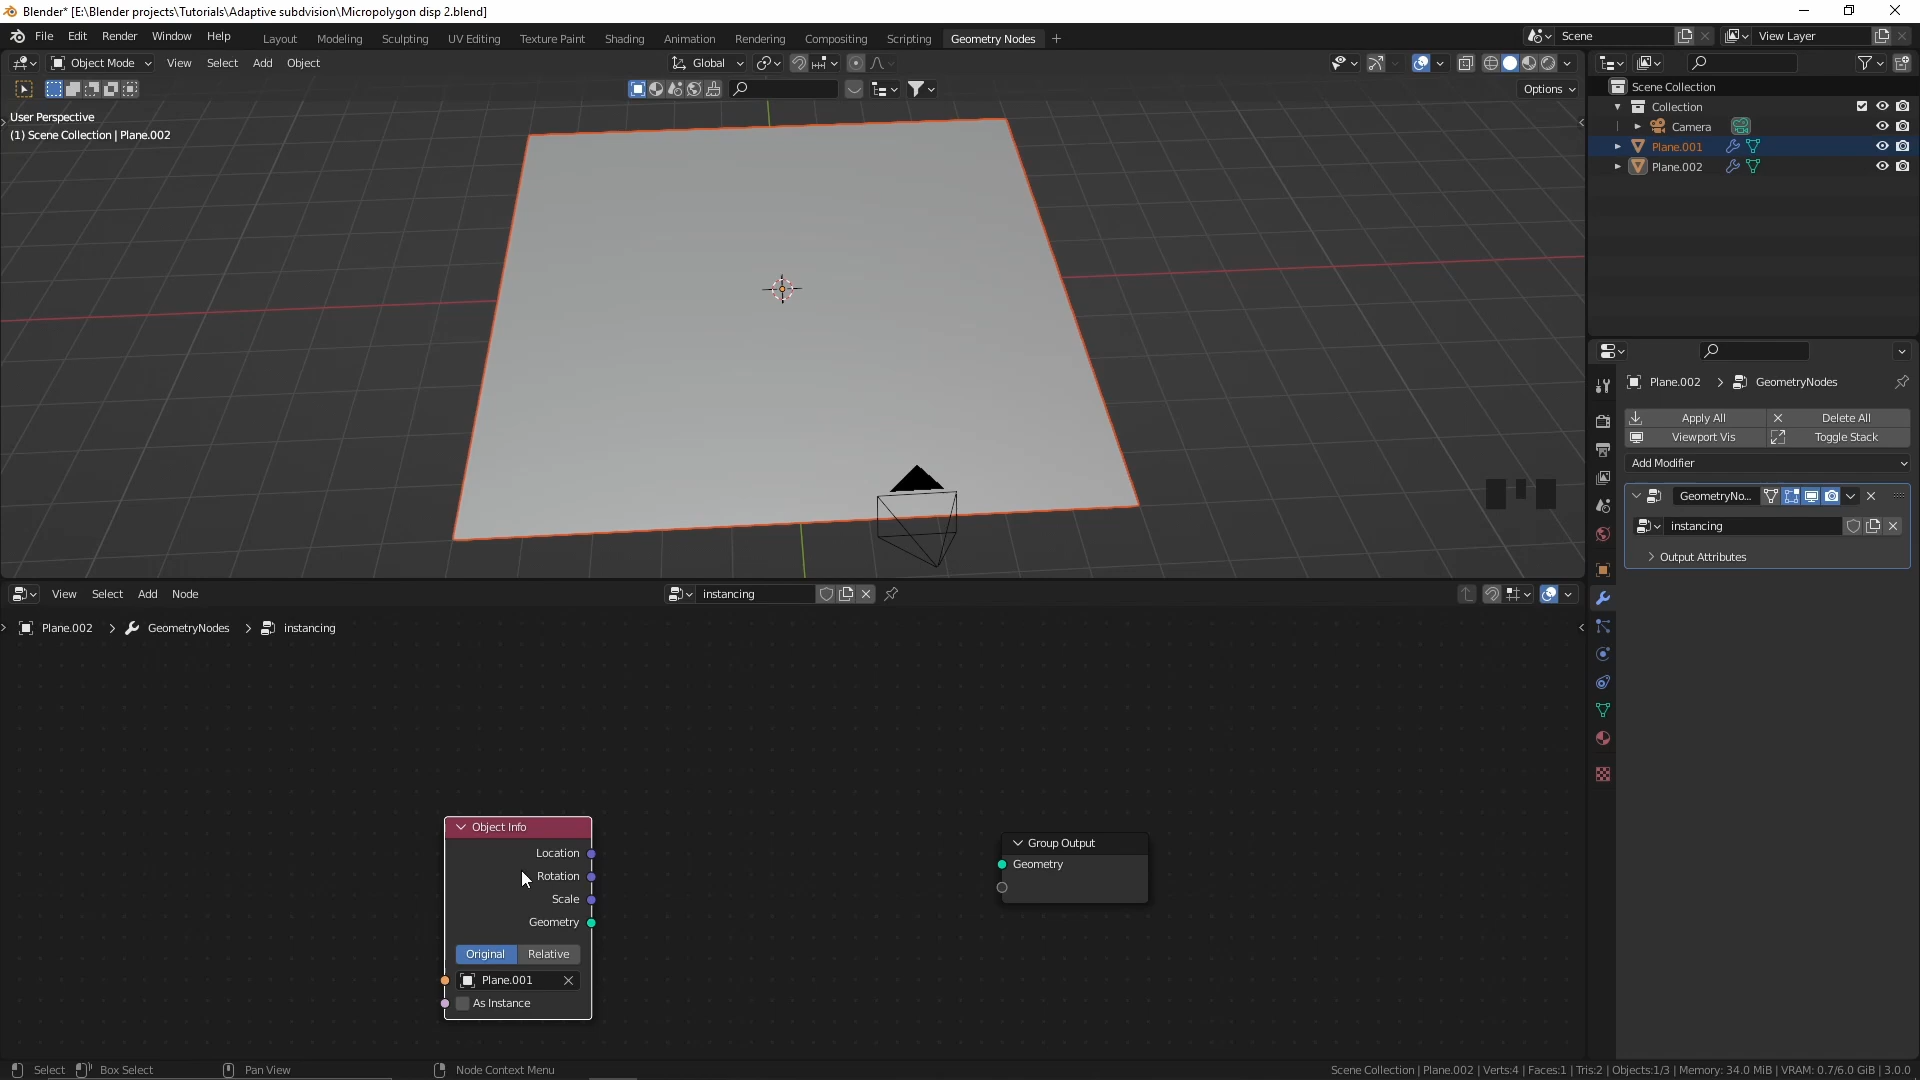 Blender* [E:\Blender projects\Tutorials\Adaptive subdvision\Micropolygon disp 2.blend]
File Edit Render Window Help Layout Modeling Sculpting UV Editing Texture Paint Shading Animation Rendering Compositing Scripting Geometry Nodes + Scene View Layer
Object Mode View Select Add Object Global
Options
User Perspective
(1) Scene Collection | Plane.002
Scene Collection
Collection
Camera
Plane.001
Plane.002
Plane.002 > GeometryNodes
Apply All Delete All
Viewport Vis Toggle Stack
Add Modifier
GeometryNo...
instancing
Output Attributes
View Select Add Node instancing
Plane.002 > GeometryNodes > instancing
Object Info
Location
Rotation
Scale
Geometry
Original Relative
Plane.001
As Instance
Group Output
Geometry
Select Box Select Pan View Node Context Menu Scene Collection | Plane.002 | Verts:4 | Faces:1 | Tris:2 | Objects:1/3 | Memory: 34.0 MiB | VRAM: 0.7/6.0 GiB | 3.0.0